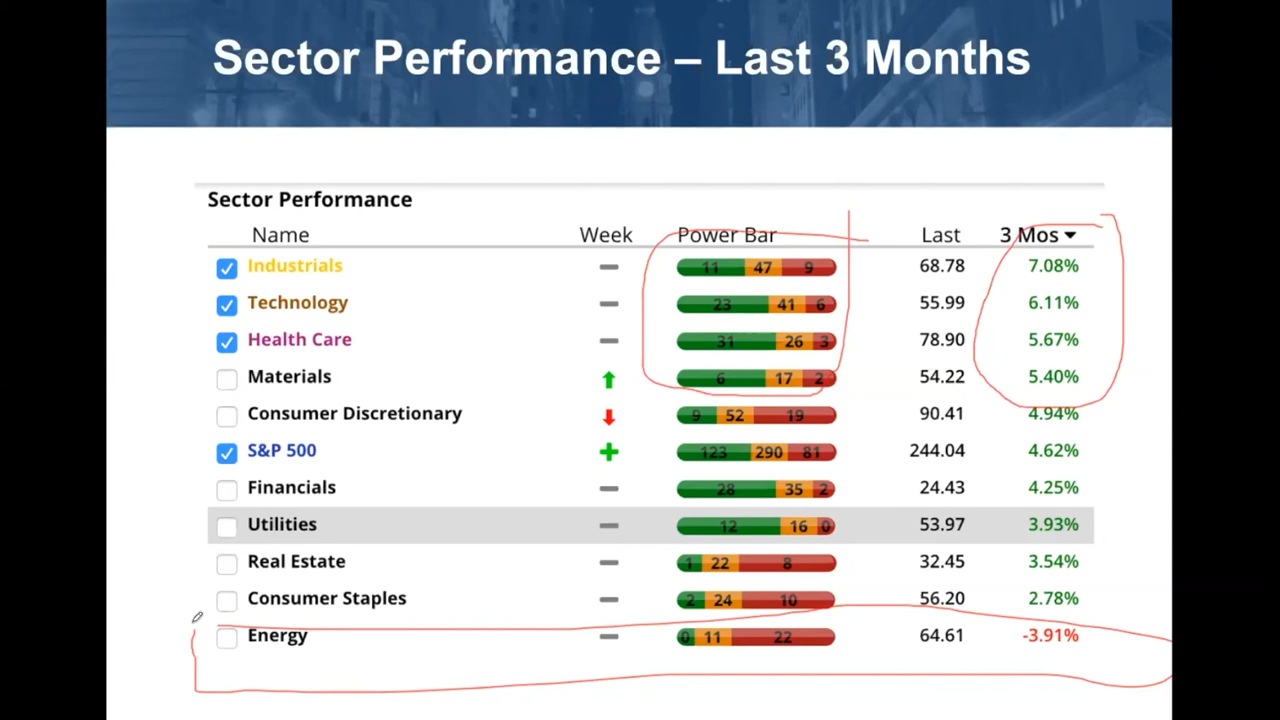 Sector Performance – Last 3 Months
Sector Performance
Name Week Power Bar Last 3 Mos
Industrials 11 47 9 68.78 7.08%
Technology 23 41 6 55.99 6.11%
Health Care 31 26 3 78.90 5.67%
Materials 6 17 2 54.22 5.40%
Consumer Discretionary 9 52 19 90.41 4.94%
S&P 500 123 290 81 244.04 4.62%
Financials 28 35 2 24.43 4.25%
Utilities 12 16 0 53.97 3.93%
Real Estate 1 22 8 32.45 3.54%
Consumer Staples 2 24 10 56.20 2.78%
Energy 0 11 22 64.61 -3.91%